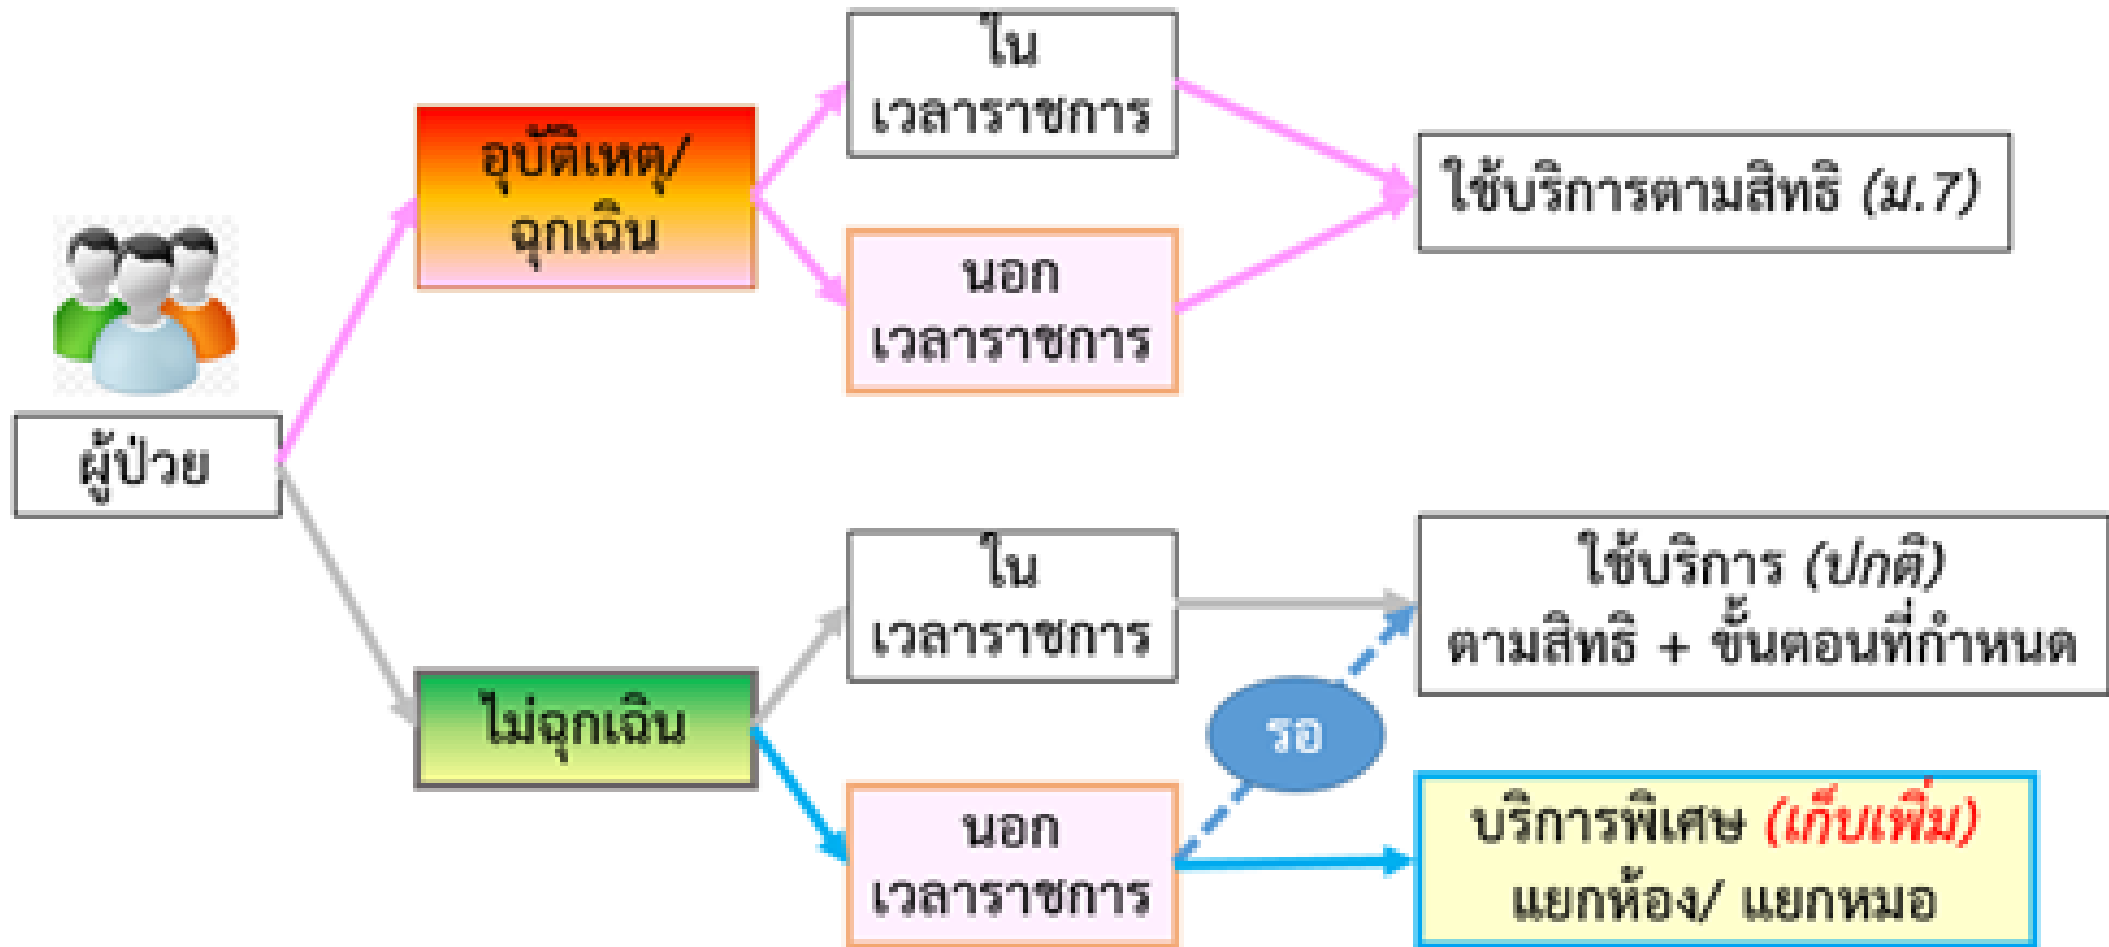 ผู้ป่วย
อุบัติเหตุ/
ฉุกเฉิน
ใน
เวลาราชการ
นอก
เวลาราชการ
ใช้บริการตามสิทธิ (ม.7)
ไม่ฉุกเฉิน
ใน
เวลาราชการ
นอก
เวลาราชการ
รอ
ใช้บริการ (ปกติ)
ตามสิทธิ + ขั้นตอนที่กำหนด
บริการพิเศษ (เก็บเพิ่ม)
แยกห้อง/ แยกหมอ